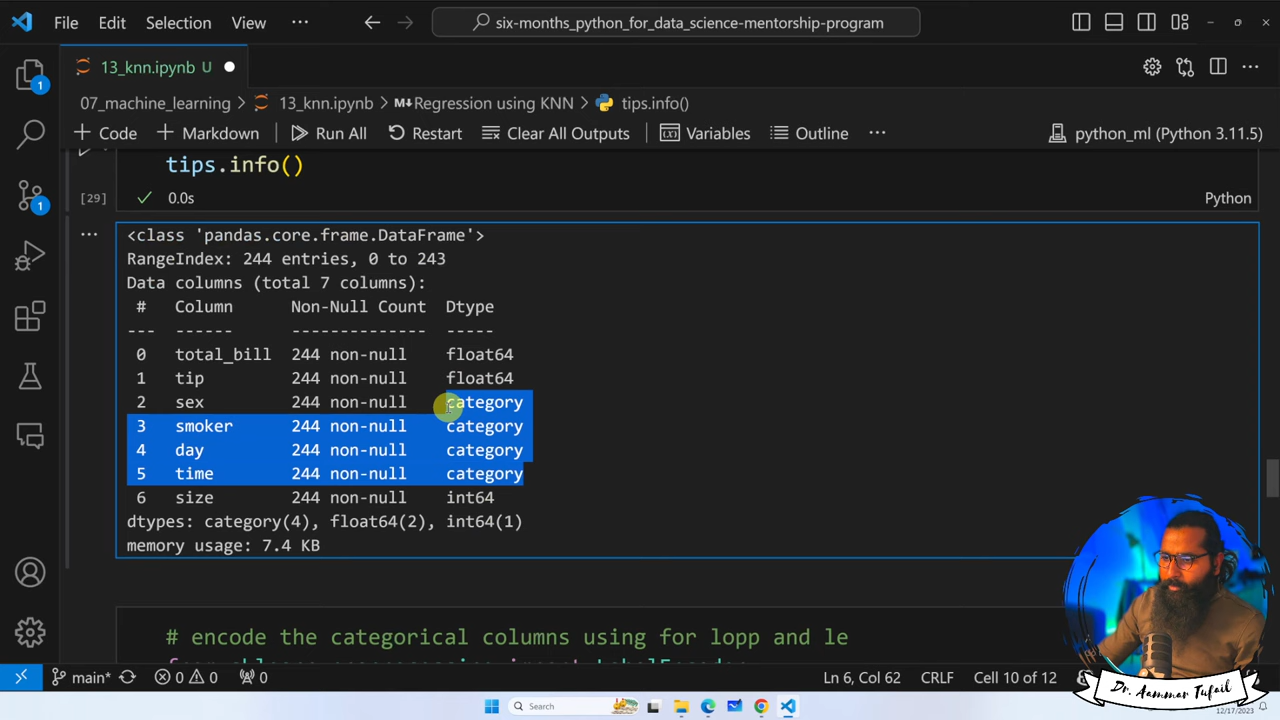 File Edit Selection View ··· six-months_python_for_data_science-mentorship-program
13_knn.ipynb U
07_machine_learning > 13_knn.ipynb > M↓Regression using KNN > tips.info()
+ Code + Markdown Run All Restart Clear All Outputs Variables Outline ··· python_ml (Python 3.11.5)
tips.info()
[29] 0.0s Python
<class 'pandas.core.frame.DataFrame'>
RangeIndex: 244 entries, 0 to 243
Data columns (total 7 columns):
# Column Non-Null Count Dtype
--- ------ -------------- -----
0 total_bill 244 non-null float64
1 tip 244 non-null float64
2 sex 244 non-null category
3 smoker 244 non-null category
4 day 244 non-null category
5 time 244 non-null category
6 size 244 non-null int64
dtypes: category(4), float64(2), int64(1)
memory usage: 7.4 KB
# encode the categorical columns using for lopp and le
1
1
main* 0 0 0 Ln 6, Col 62 CRLF Cell 10 of 12
Dr. Aammar Tufail
Search
12/17/2023